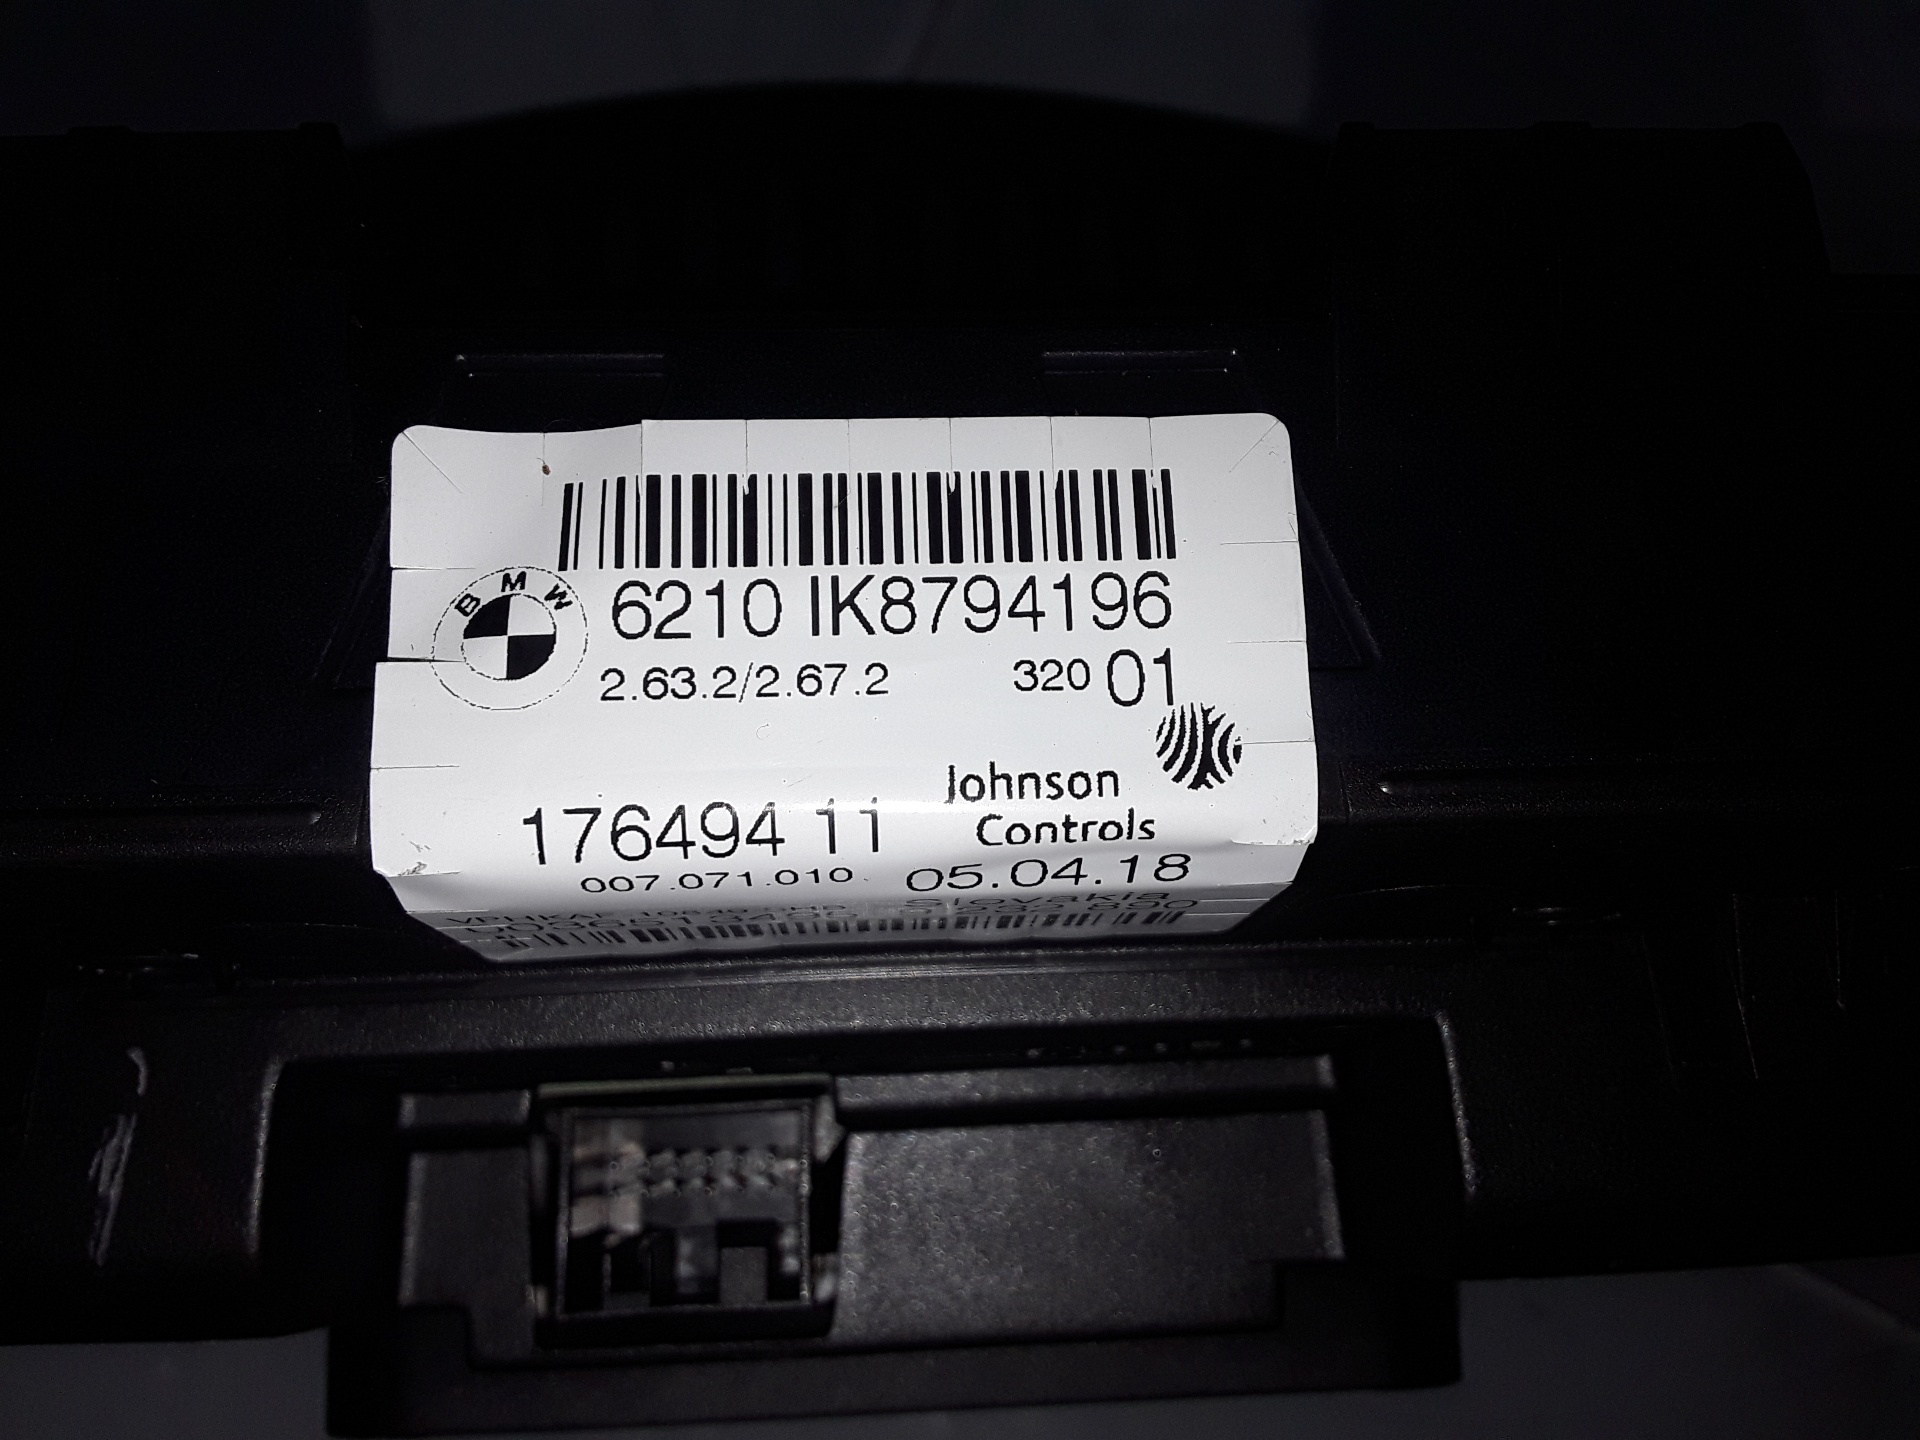 BMW
6210 IK8794196
2.63.2/2.67.2 320 01
Johnson
Controls
176494 11
007.071.010 05.04.18
Slovakia